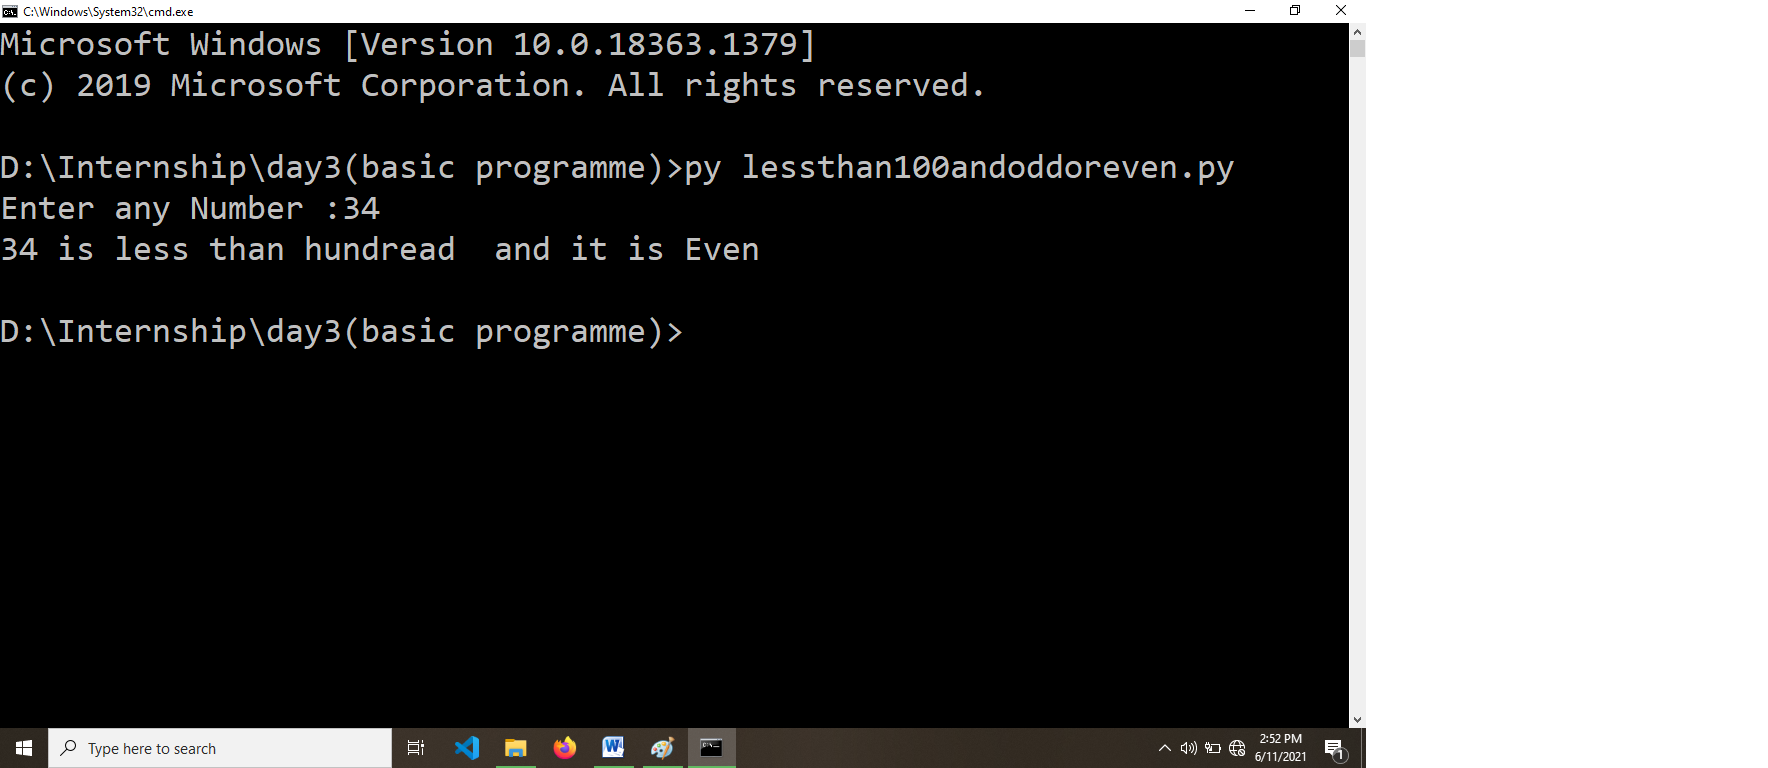 C:\Windows\System32\cmd.exe
Microsoft Windows [Version 10.0.18363.1379]
(c) 2019 Microsoft Corporation. All rights reserved.
D:\Internship\day3(basic programme)>py lessthan100andoddoreven.py
Enter any Number :34
34 is less than hundread  and it is Even
D:\Internship\day3(basic programme)>
Type here to search
2:52 PM
6/11/2021
1